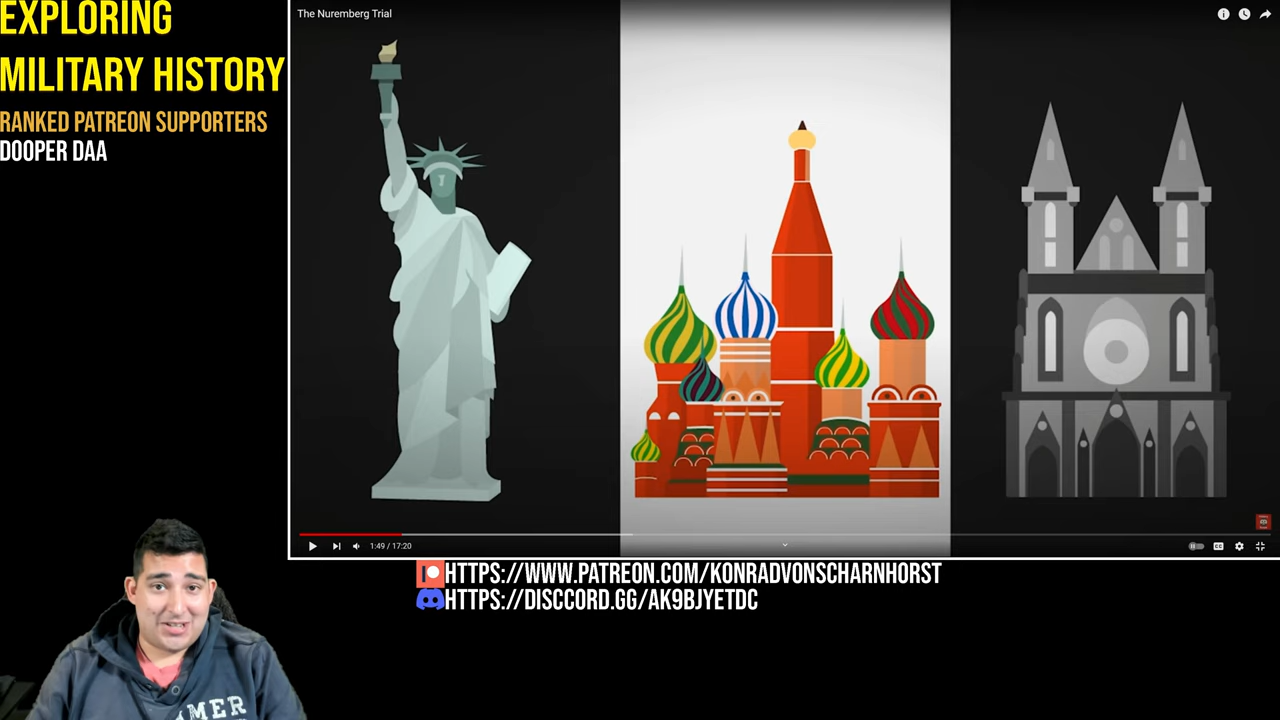 EXPLORING
MILITARY HISTORY
RANKED PATREON SUPPORTERS
DOOPER DAA
The Nuremberg Trial
1:49 / 17:20
HTTPS://WWW.PATREON.COM/KONRADVONSCHARNHORST
HTTPS://DISCCORD.GG/AK9BJYETDC